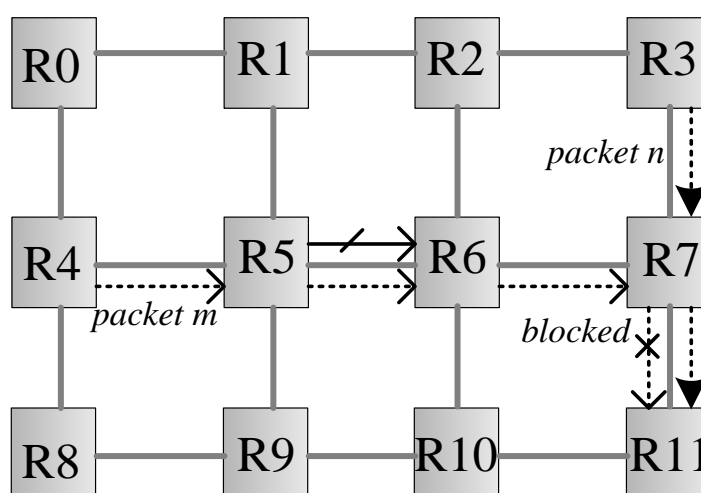 R0 R1 R2 R3
packet n
R4 R5 R6 R7
packet m
blocked
R8 R9 R10 R11